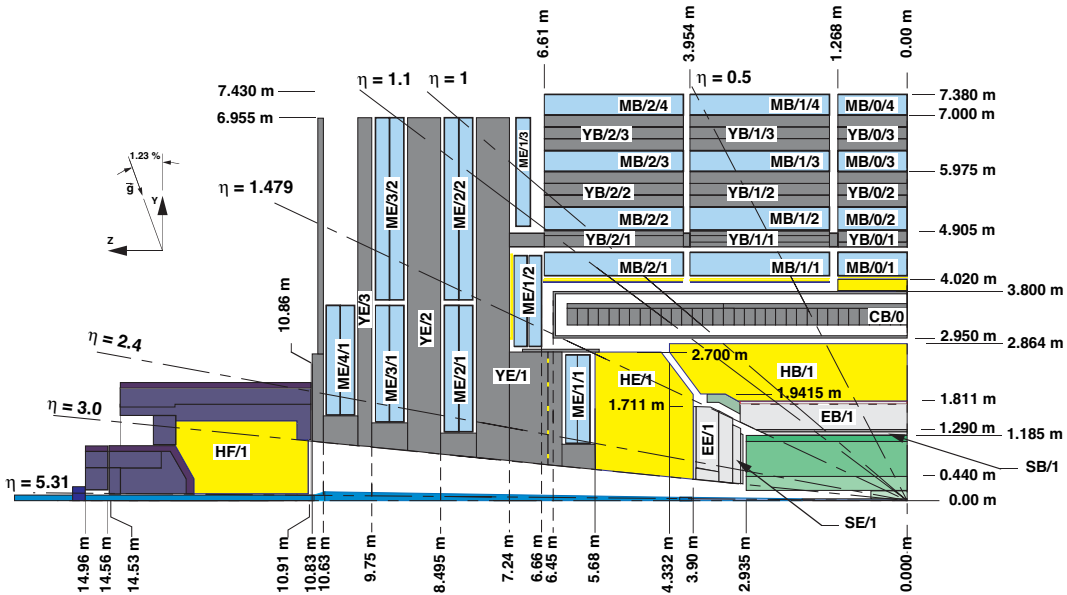 6.61 m
3.954 m
1.268 m
0.00 m
η = 1.1
η = 1
η = 0.5
7.430 m
6.955 m
MB/2/4
MB/1/4
MB/0/4
7.380 m
7.000 m
YB/2/3
YB/1/3
YB/0/3
ME/1/3
1.23 %
g
Y
Z
MB/2/3
MB/1/3
MB/0/3
5.975 m
η = 1.479
ME/3/2
ME/2/2
YB/2/2
YB/1/2
YB/0/2
MB/2/2
MB/1/2
MB/0/2
4.905 m
YB/2/1
YB/1/1
YB/0/1
MB/2/1
MB/1/1
MB/0/1
4.020 m
3.800 m
ME/1/2
YE/3
YE/2
10.86 m
CB/0
2.950 m
2.864 m
η = 2.4
ME/4/1
ME/3/1
ME/2/1
YE/1
ME/1/1
HE/1
2.700 m
HB/1
1.9415 m
1.711 m
1.811 m
EB/1
η = 3.0
HF/1
EE/1
1.290 m
1.185 m
SB/1
0.440 m
η = 5.31
0.00 m
SE/1
14.96 m
14.56 m
14.53 m
10.91 m
10.83 m
10.63 m
9.75 m
8.495 m
7.24 m
6.66 m
6.45 m
5.68 m
4.332 m
3.90 m
2.935 m
0.000 m